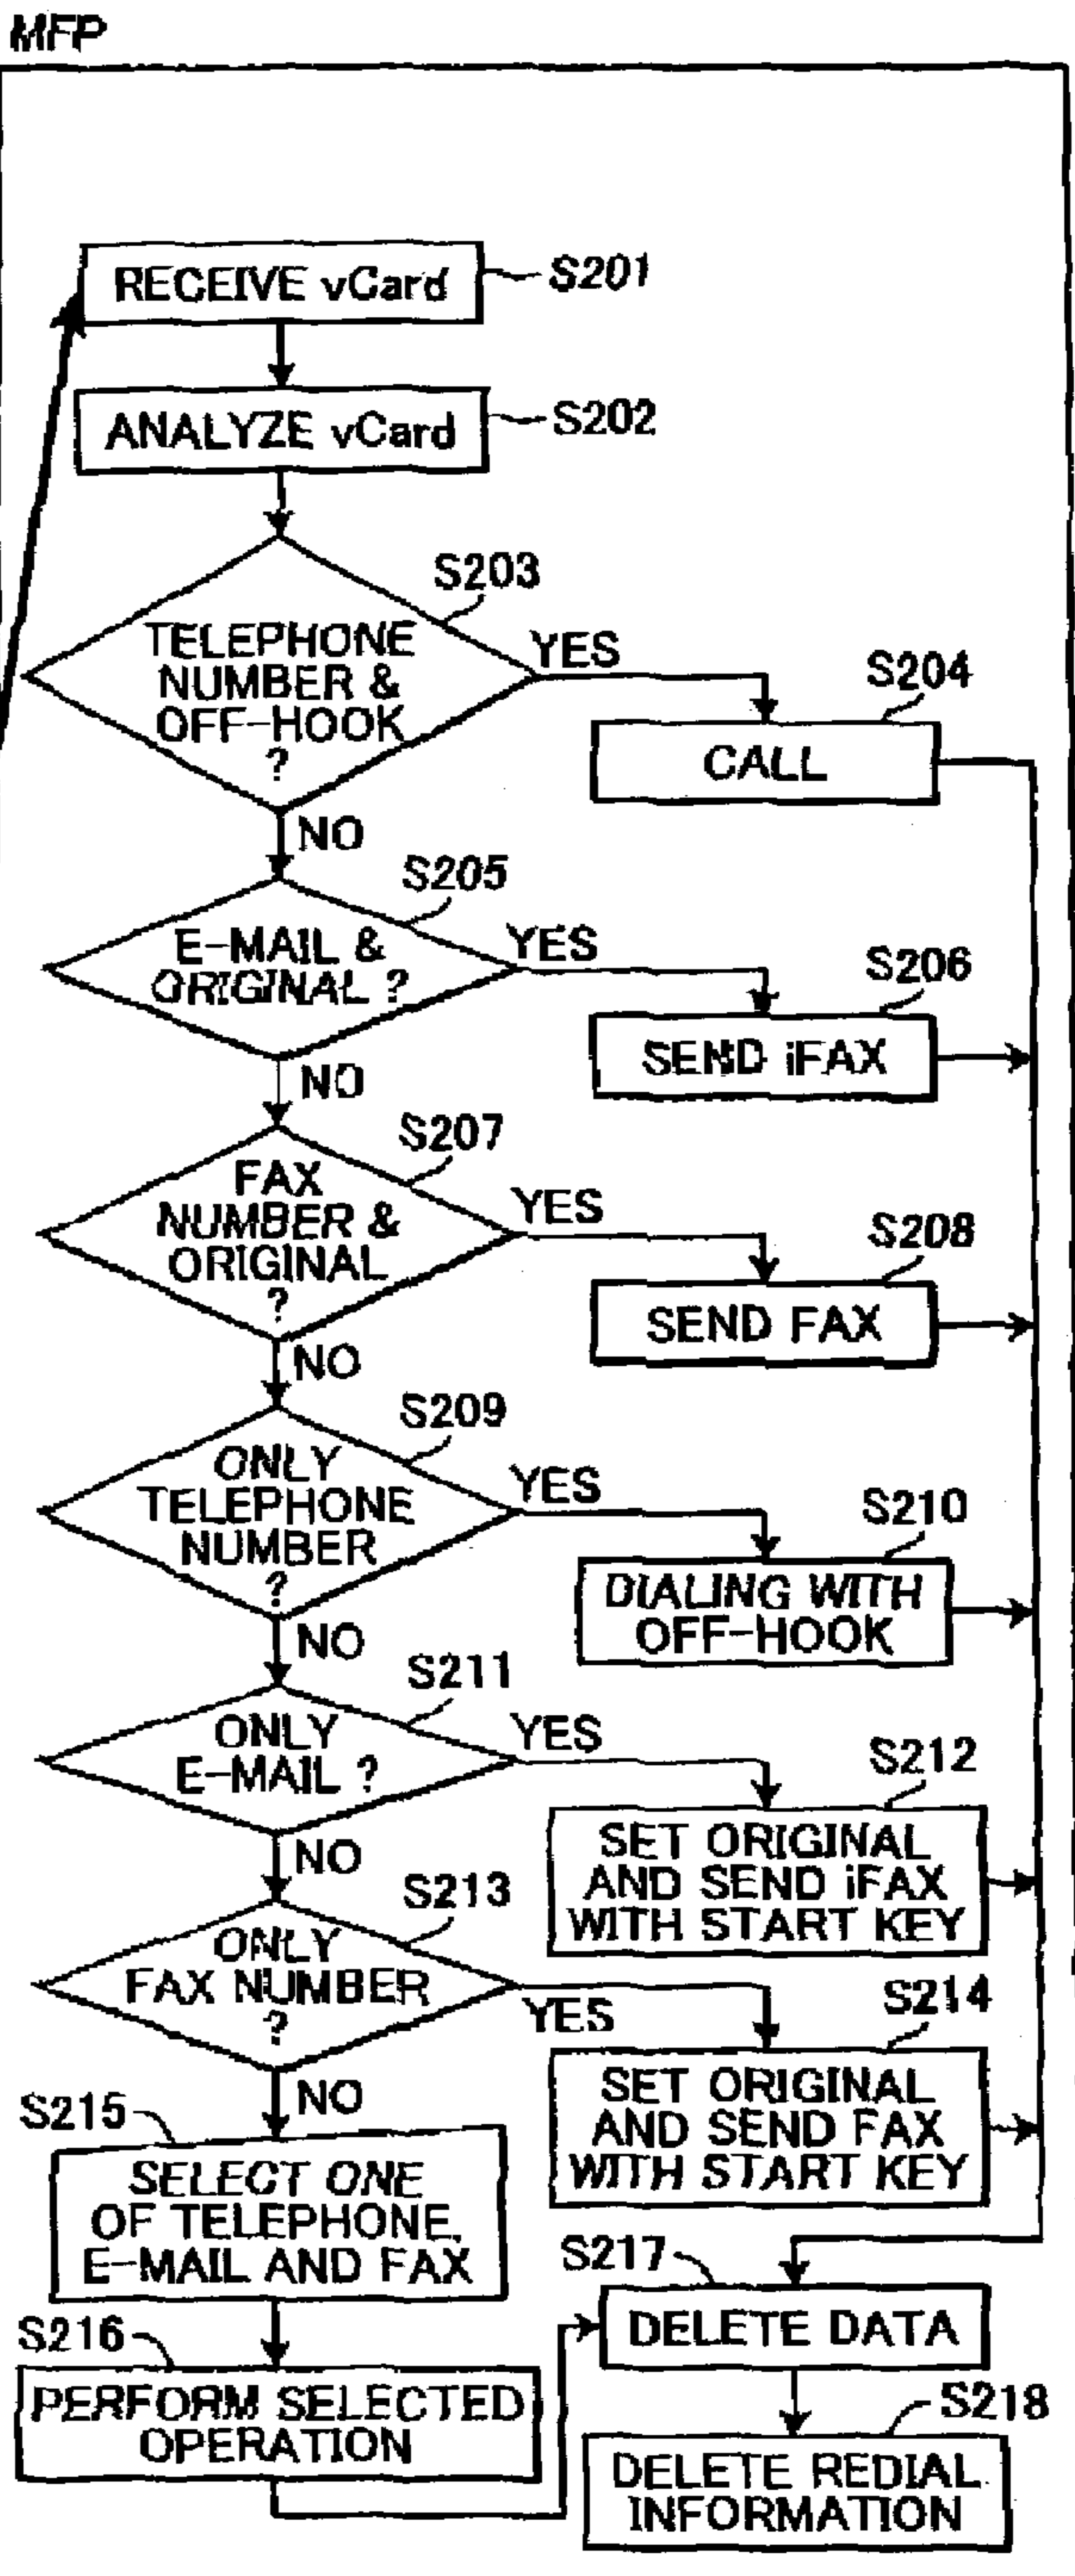 MFP
RECEIVE vCard
S201
ANALYZE vCard
S202
S203
TELEPHONE
NUMBER &
OFF-HOOK
?
YES
S204
CALL
NO
S205
E-MAIL &
ORIGINAL ?
YES
S206
SEND iFAX
NO
S207
FAX
NUMBER &
ORIGINAL
?
YES
S208
SEND FAX
NO
S209
ONLY
TELEPHONE
NUMBER
?
YES
S210
DIALING WITH
OFF-HOOK
NO
S211
ONLY
E-MAIL ?
YES
S212
SET ORIGINAL
AND SEND iFAX
WITH START KEY
NO
S213
ONLY
FAX NUMBER
?
YES
S214
SET ORIGINAL
AND SEND FAX
WITH START KEY
NO
S215
SELECT ONE
OF TELEPHONE,
E-MAIL AND FAX
S216
PERFORM SELECTED
OPERATION
S217
DELETE DATA
S218
DELETE REDIAL
INFORMATION